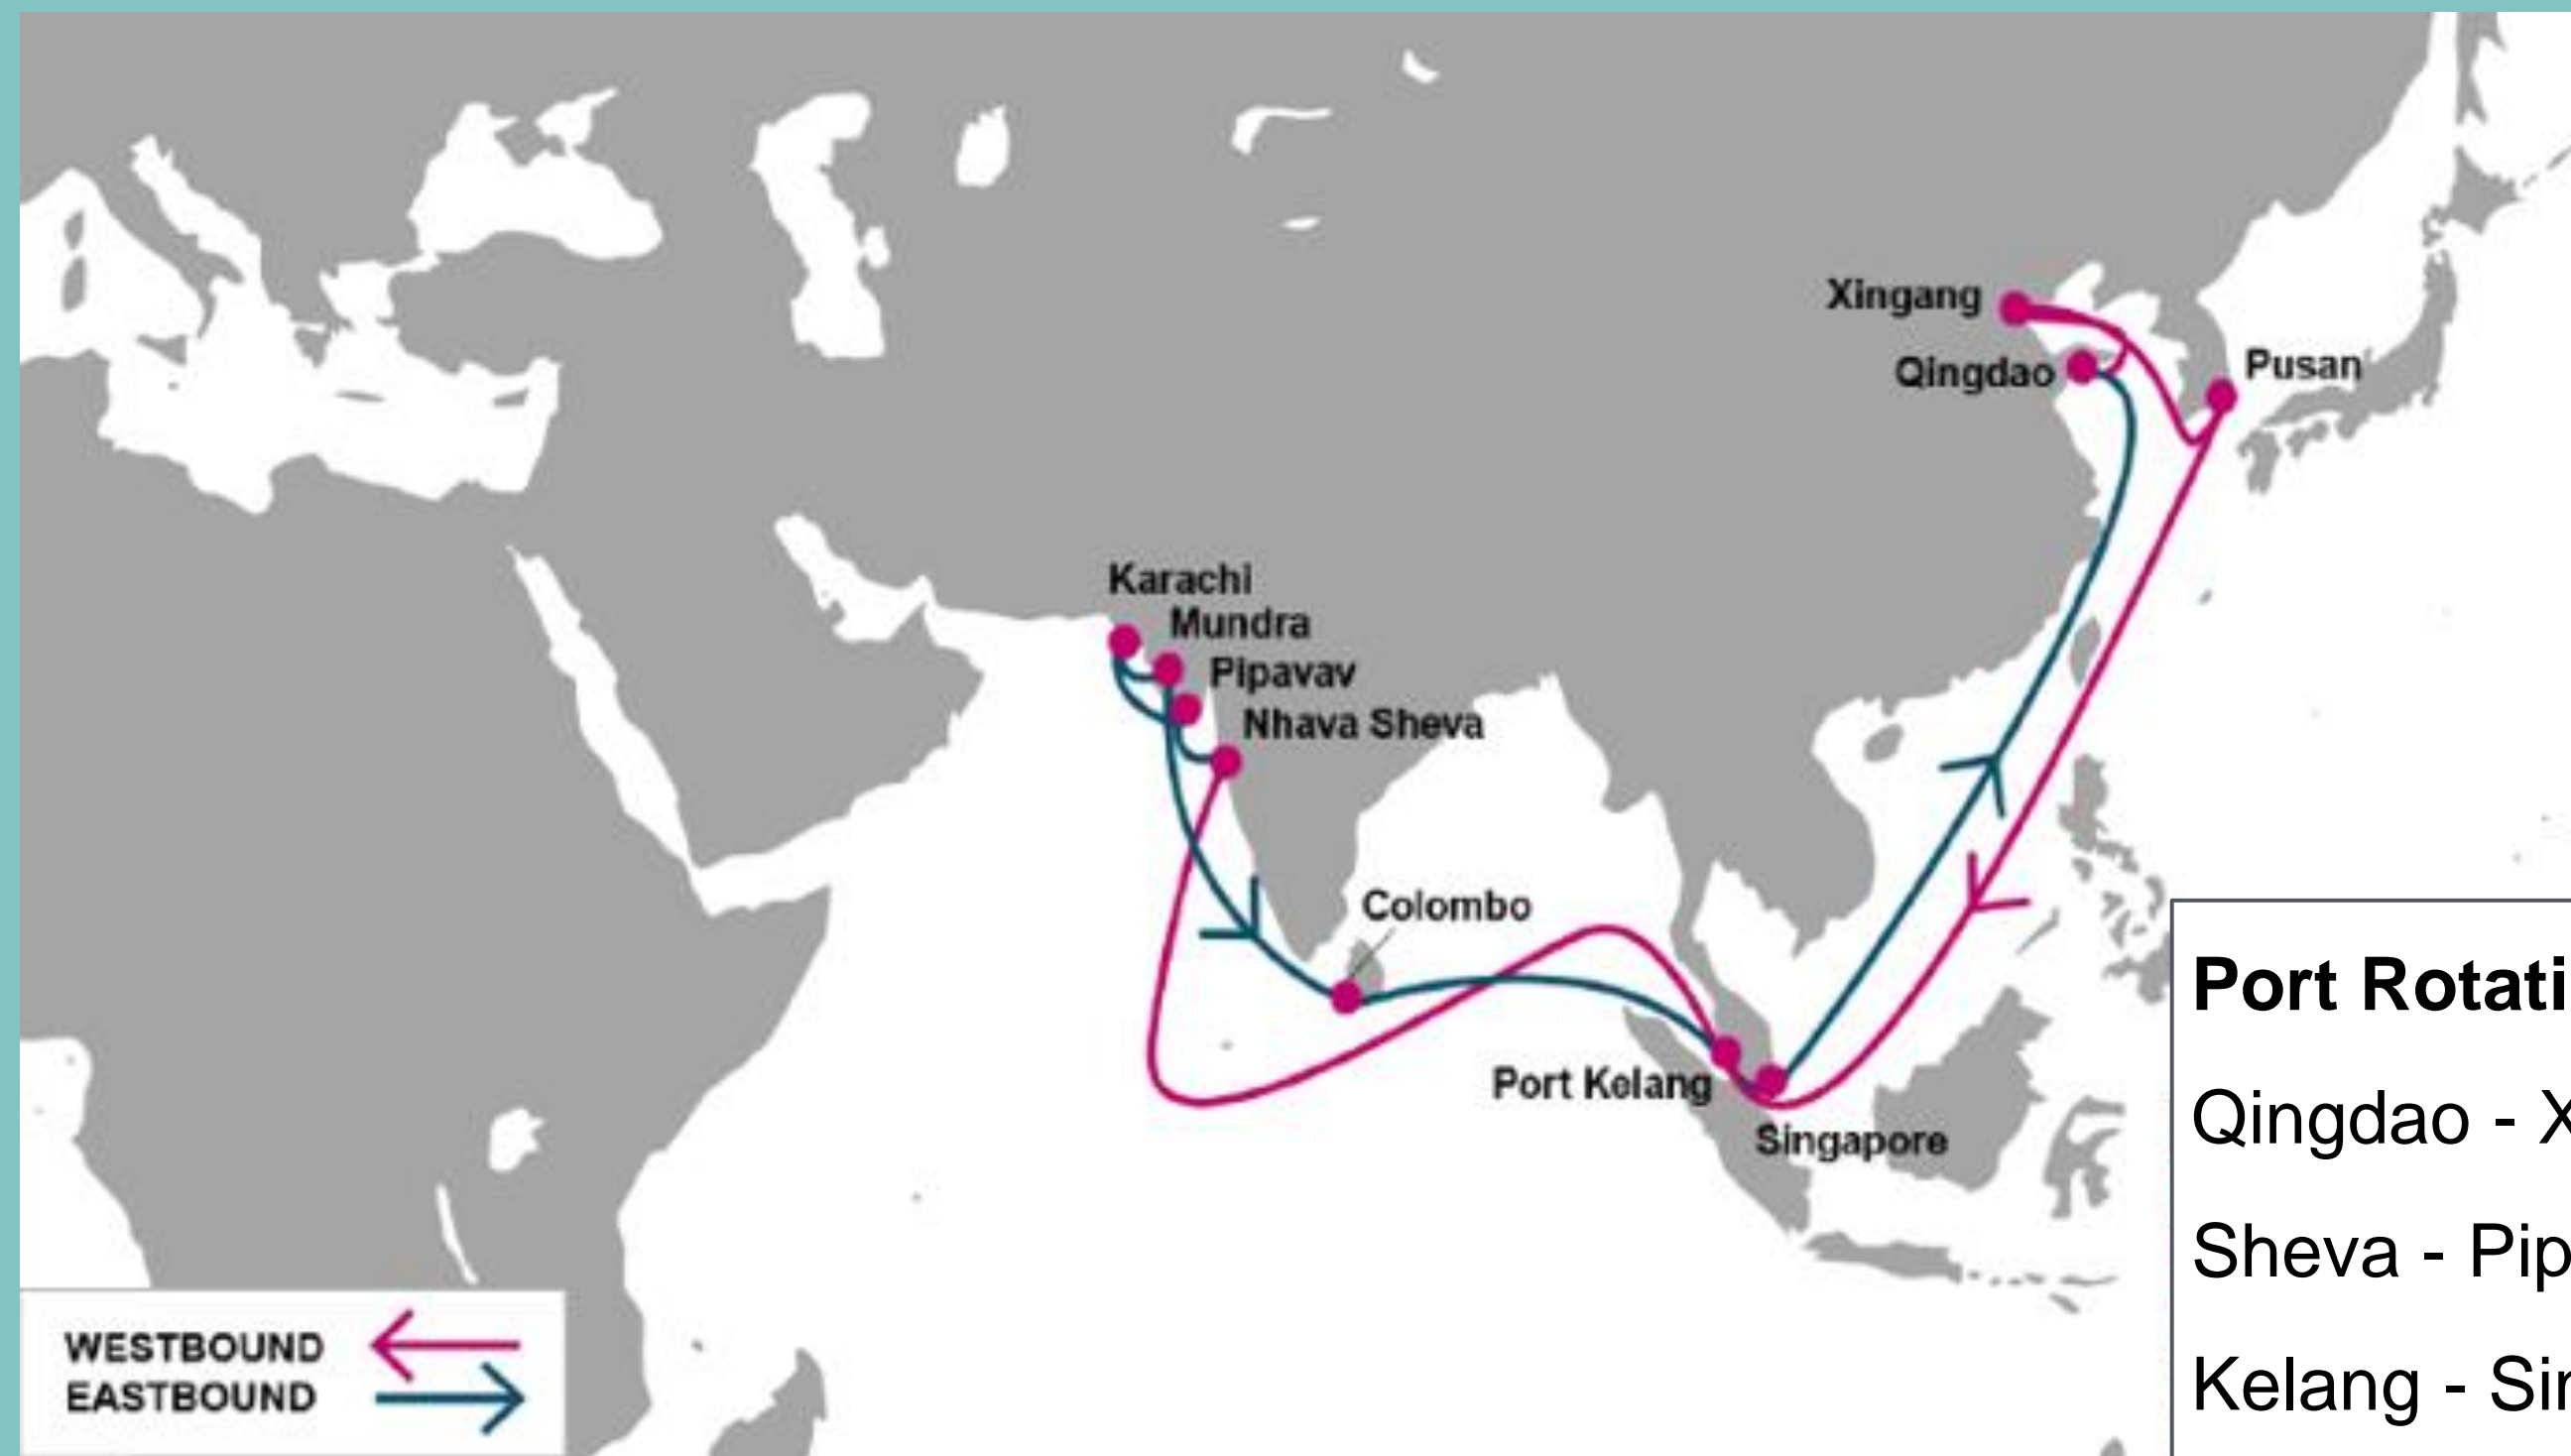 Xingang
Qingdao
Pusan
Karachi
Mundra
Pipavav
Nhava Sheva
Colombo
Port Kelang
Singapore
WESTBOUND
EASTBOUND
Port Rotati
Qingdao - X
Sheva - Pip
Kelang - Sin